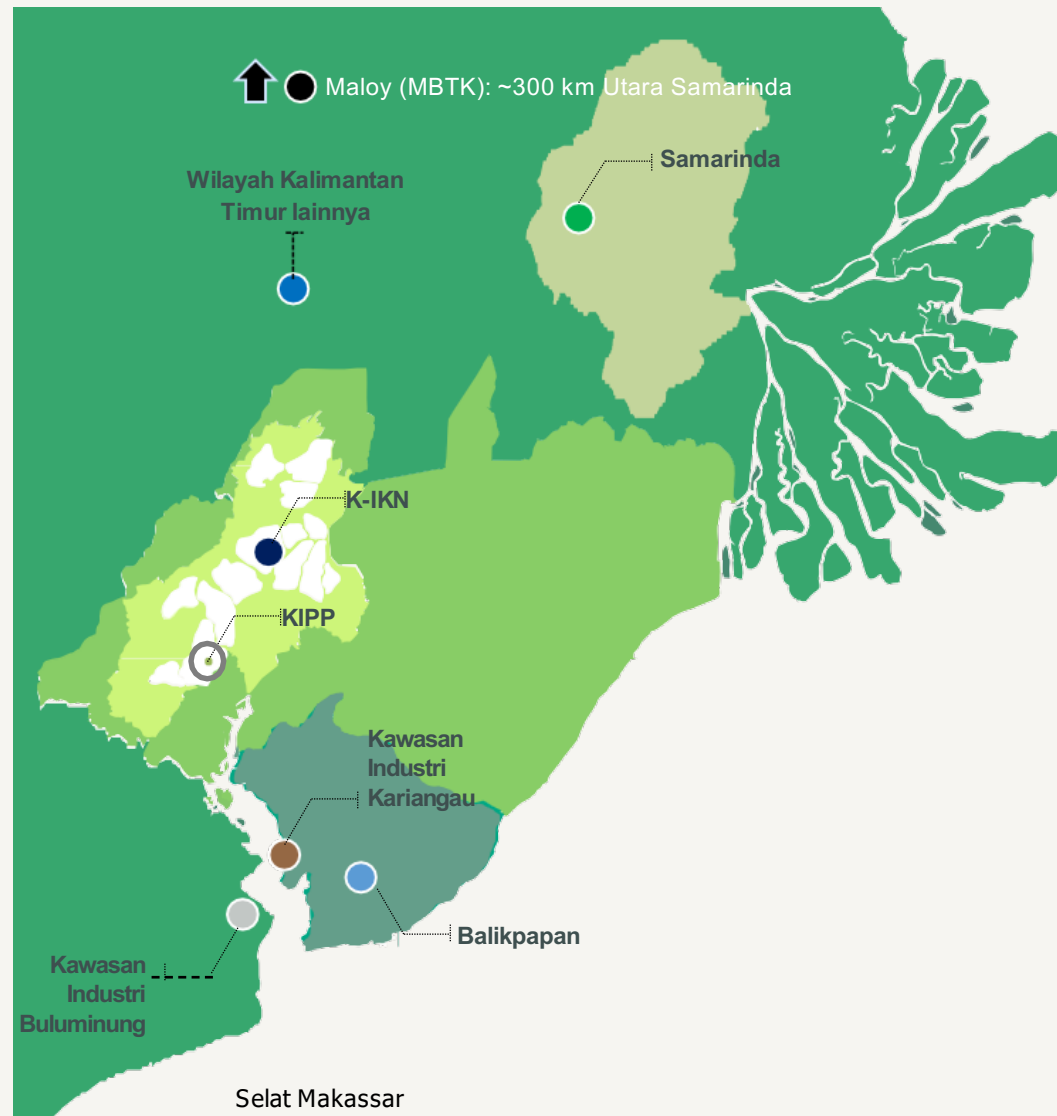 Maloy (MBTK): ~300 km Utara Samarinda
Samarinda
Wilayah Kalimantan
Timur lainnya
K-IKN
KIPP
Kawasan
Industri
Kariangau
Balikpapan
Kawasan
Industri
Buluminung
Selat Makassar